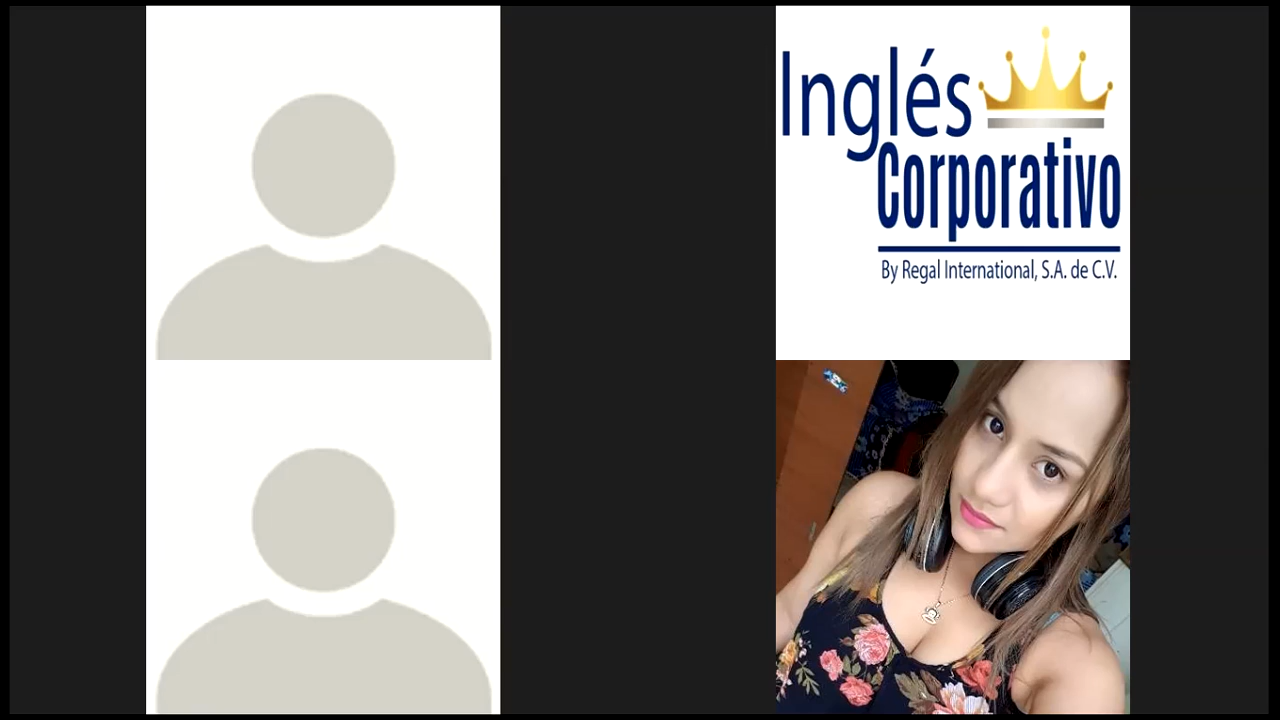 Inglés
Corporativo
By Regal International, S.A. de C.V.